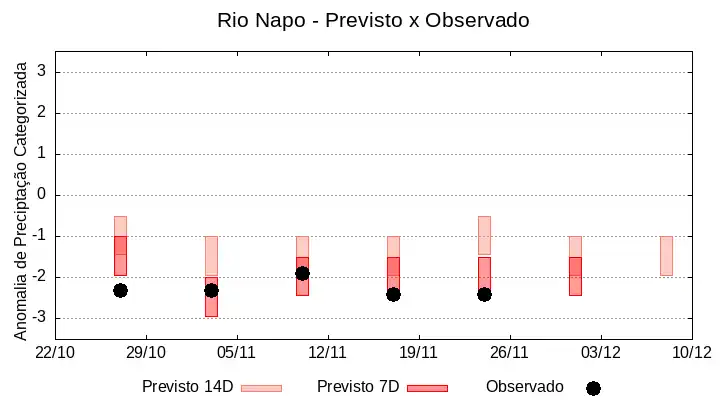 Rio Napo - Previsto x Observado
Anomalia de Preciptação Categorizada
3
2
1
0
-1
-2
-3
22/10 29/10 05/11 12/11 19/11 26/11 03/12 10/12
Previsto 14D Previsto 7D Observado